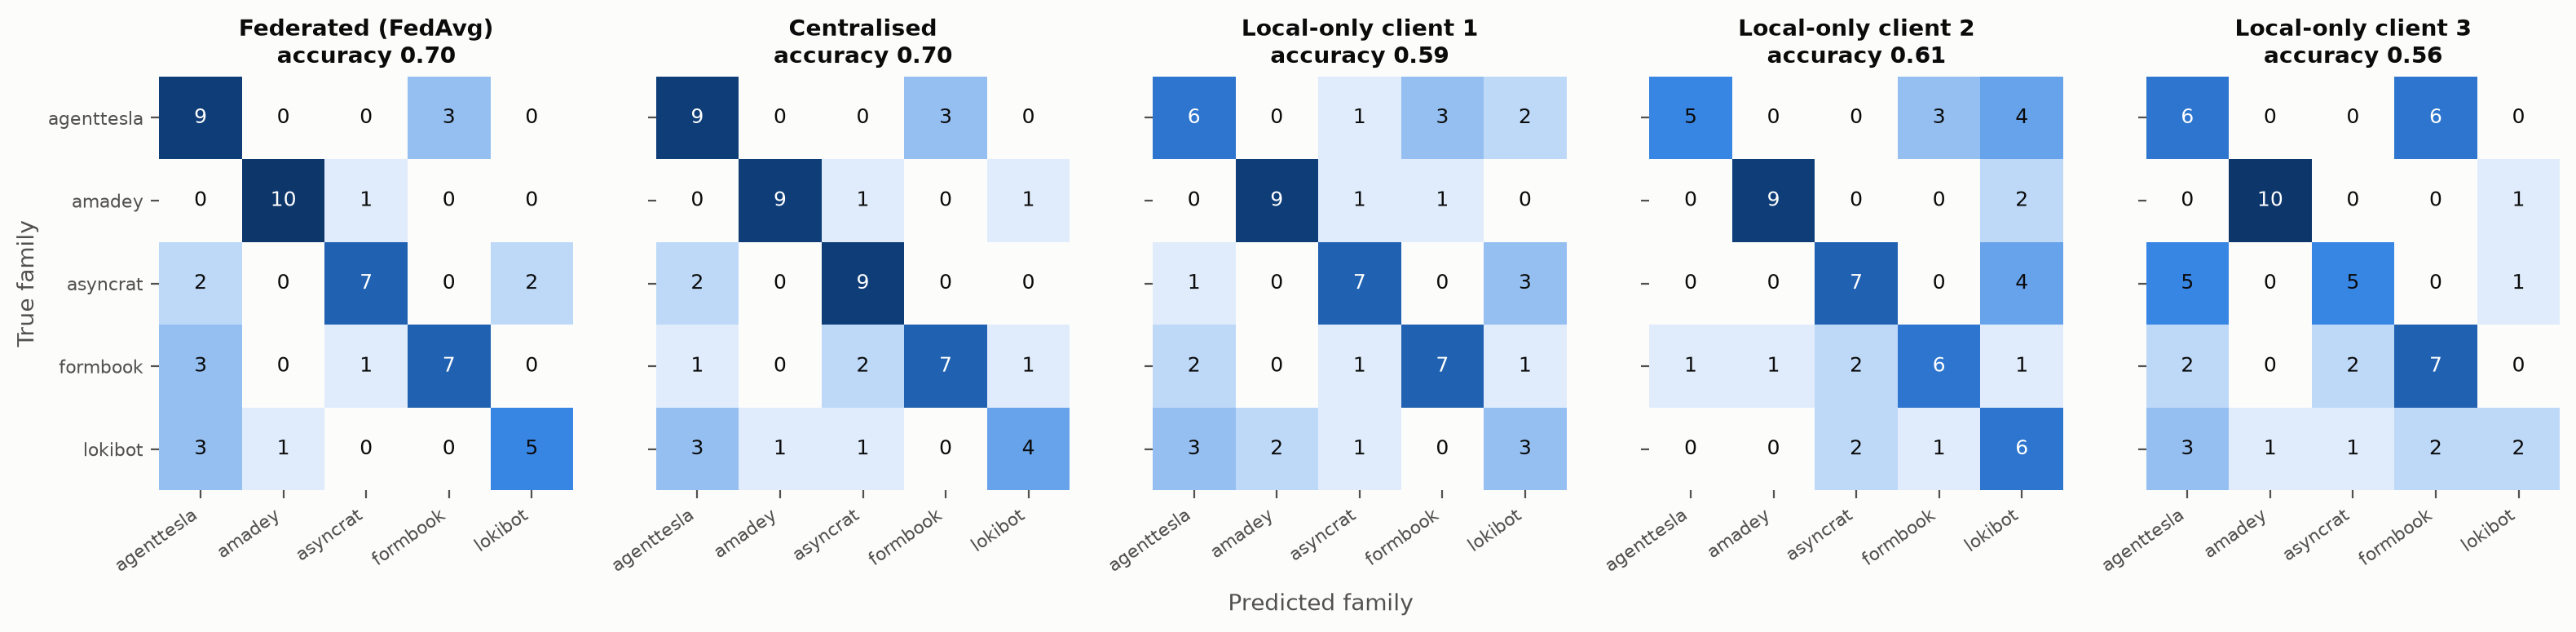 Federated (FedAvg)
accuracy 0.70
Centralised
accuracy 0.70
Local-only client 1
accuracy 0.59
Local-only client 2
accuracy 0.61
Local-only client 3
accuracy 0.56
True family
agenttesla
amadey
asyncrat
formbook
lokibot
9 0 0 3 0
0 10 1 0 0
2 0 7 0 2
3 0 1 7 0
3 1 0 0 5
agenttesla amadey asyncrat formbook lokibot
9 0 0 3 0
0 9 1 0 1
2 0 9 0 0
1 0 2 7 1
3 1 1 0 4
agenttesla amadey asyncrat formbook lokibot
6 0 1 3 2
0 9 1 1 0
1 0 7 0 3
2 0 1 7 1
3 2 1 0 3
agenttesla amadey asyncrat formbook lokibot
5 0 0 3 4
0 9 0 0 2
0 0 7 0 4
1 1 2 6 1
0 0 2 1 6
agenttesla amadey asyncrat formbook lokibot
6 0 0 6 0
0 10 0 0 1
5 0 5 0 1
2 0 2 7 0
3 1 1 2 2
agenttesla amadey asyncrat formbook lokibot
Predicted family